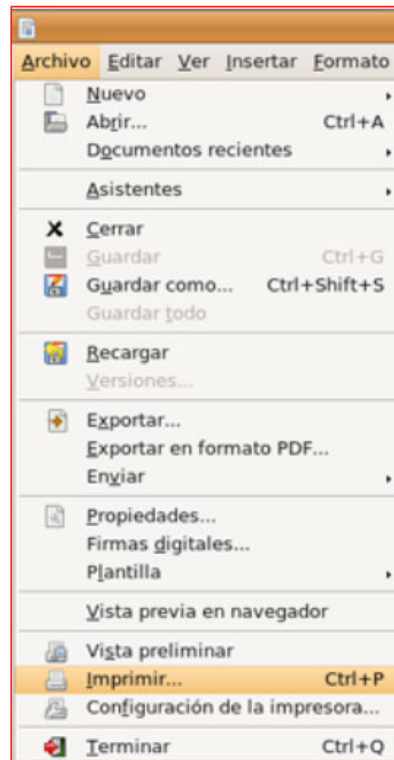 Archivo Editar Ver Insertar Formato
Nuevo
Abrir... Ctrl+A
Documentos recientes
Asistentes
Cerrar
Guardar Ctrl+G
Guardar como... Ctrl+Shift+S
Guardar todo
Recargar
Versiones...
Exportar...
Exportar en formato PDF...
Enviar
Propiedades...
Firmas digitales...
Plantilla
Vista previa en navegador
Vista preliminar
Imprimir... Ctrl+P
Configuración de la impresora...
Terminar Ctrl+Q